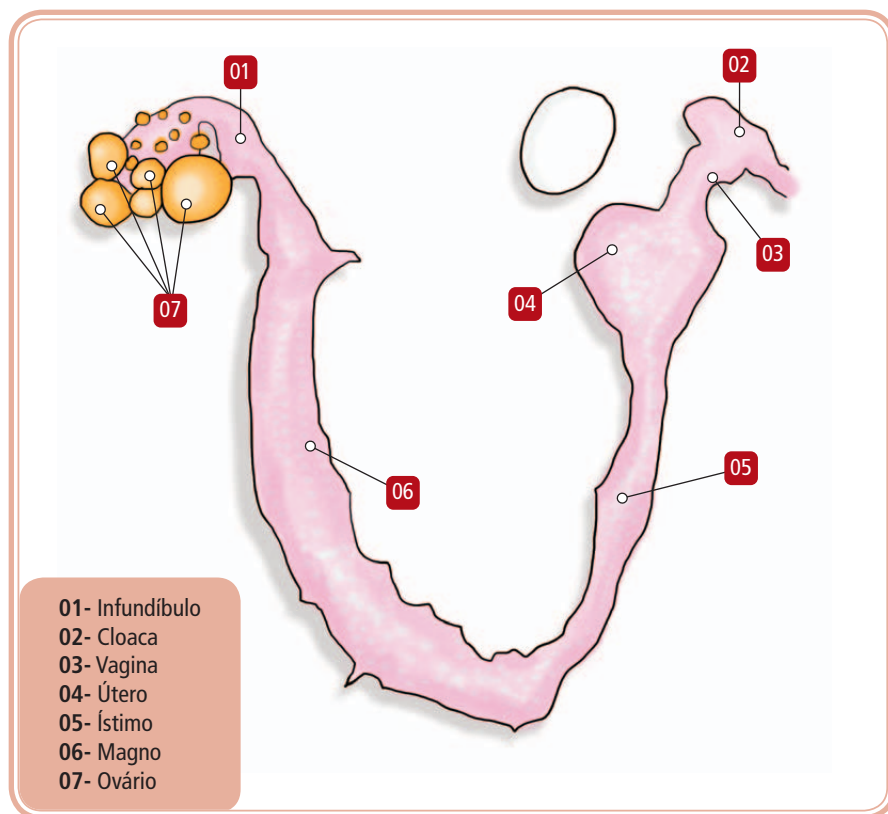 01
02
03
04
07
05
06
01- Infundíbulo
02- Cloaca
03- Vagina
04- Útero
05- Ístimo
06- Magno
07- Ovário